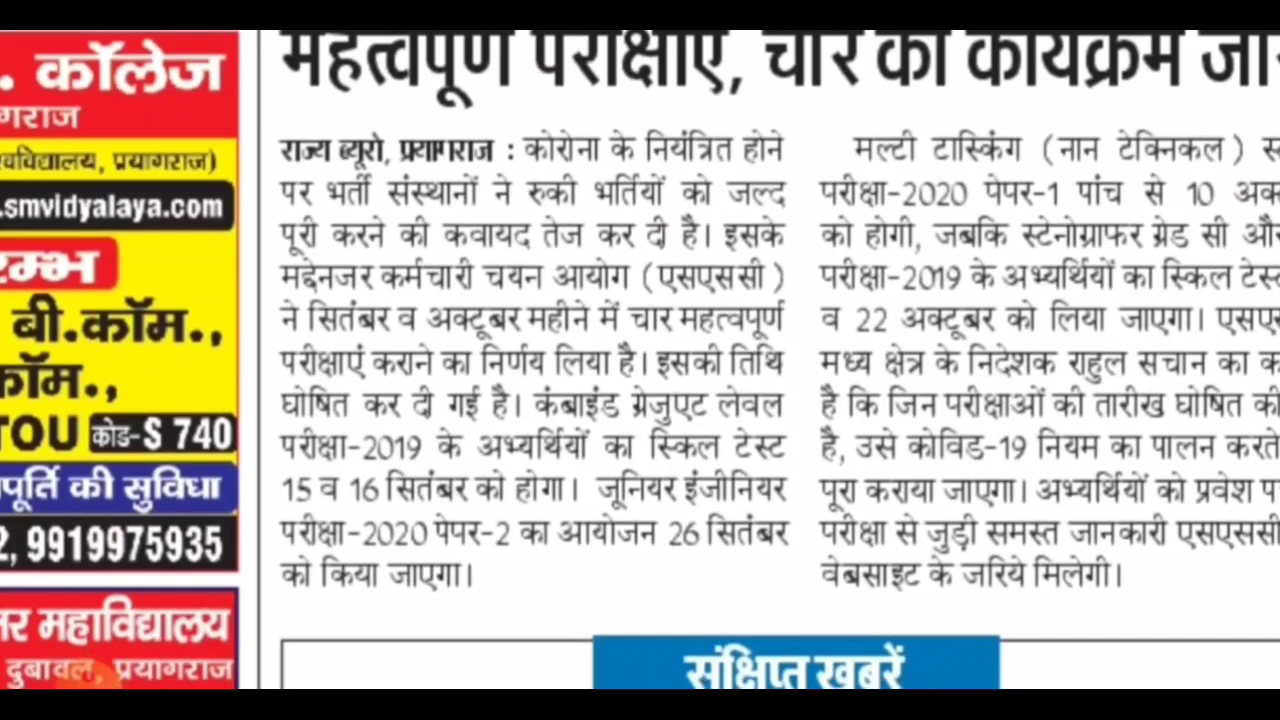 . कॉलेज
गराज
विविद्यालय, प्रयागराज)
.smvidyalaya.com
रम्भ
बी.कॉम.,
कॉम.,
TOU कोड-S 740
पूर्ति की सुविधा
2, 9919975935
महाविद्यालय
दुबावल, प्रयागराज
महत्वपूर्ण परीक्षाएं, चार का कार्यक्रम
राज्य ब्यूरो, प्रयागराज : कोरोना के नियंत्रित होने
पर भर्ती संस्थानों ने रुकी भर्तियों को जल्द
पूरी करने की कवायद तेज कर दी है। इसके
मद्देनजर कर्मचारी चयन आयोग (एसएससी )
ने सितंबर व अक्टूबर महीने में चार महत्वपूर्ण
परीक्षाएं कराने का निर्णय लिया है। इसकी तिथि
घोषित कर दी गई है। कंबाइंड ग्रेजुएट लेवल
परीक्षा-2019 के अभ्यर्थियों का स्किल टेस्ट
15 व 16 सितंबर को होगा। जूनियर इंजीनियर
परीक्षा-2020 पेपर-2 का आयोजन 26 सितंबर
को किया जाएगा।
मल्टी टास्किंग (नान टेक्निकल)
परीक्षा-2020 पेपर-1 पांच से 10
को होगी, जबकि स्टेनोग्राफर ग्रेड सी
परीक्षा-2019 के अभ्यर्थियों का स्किल
व 22 अक्टूबर को लिया जाएगा।
मध्य क्षेत्र के निदेशक राहुल सचान का
है कि जिन परीक्षाओं की तारीख घोषित की
है, उसे कोविड-19 नियम का पालन करते
पूरा कराया जाएगा। अभ्यर्थियों को प्रवेश
परीक्षा से जुड़ी समस्त जानकारी एसएससी
वेबसाइट के जरिये मिलेगी।
संक्षिप्त खबरें